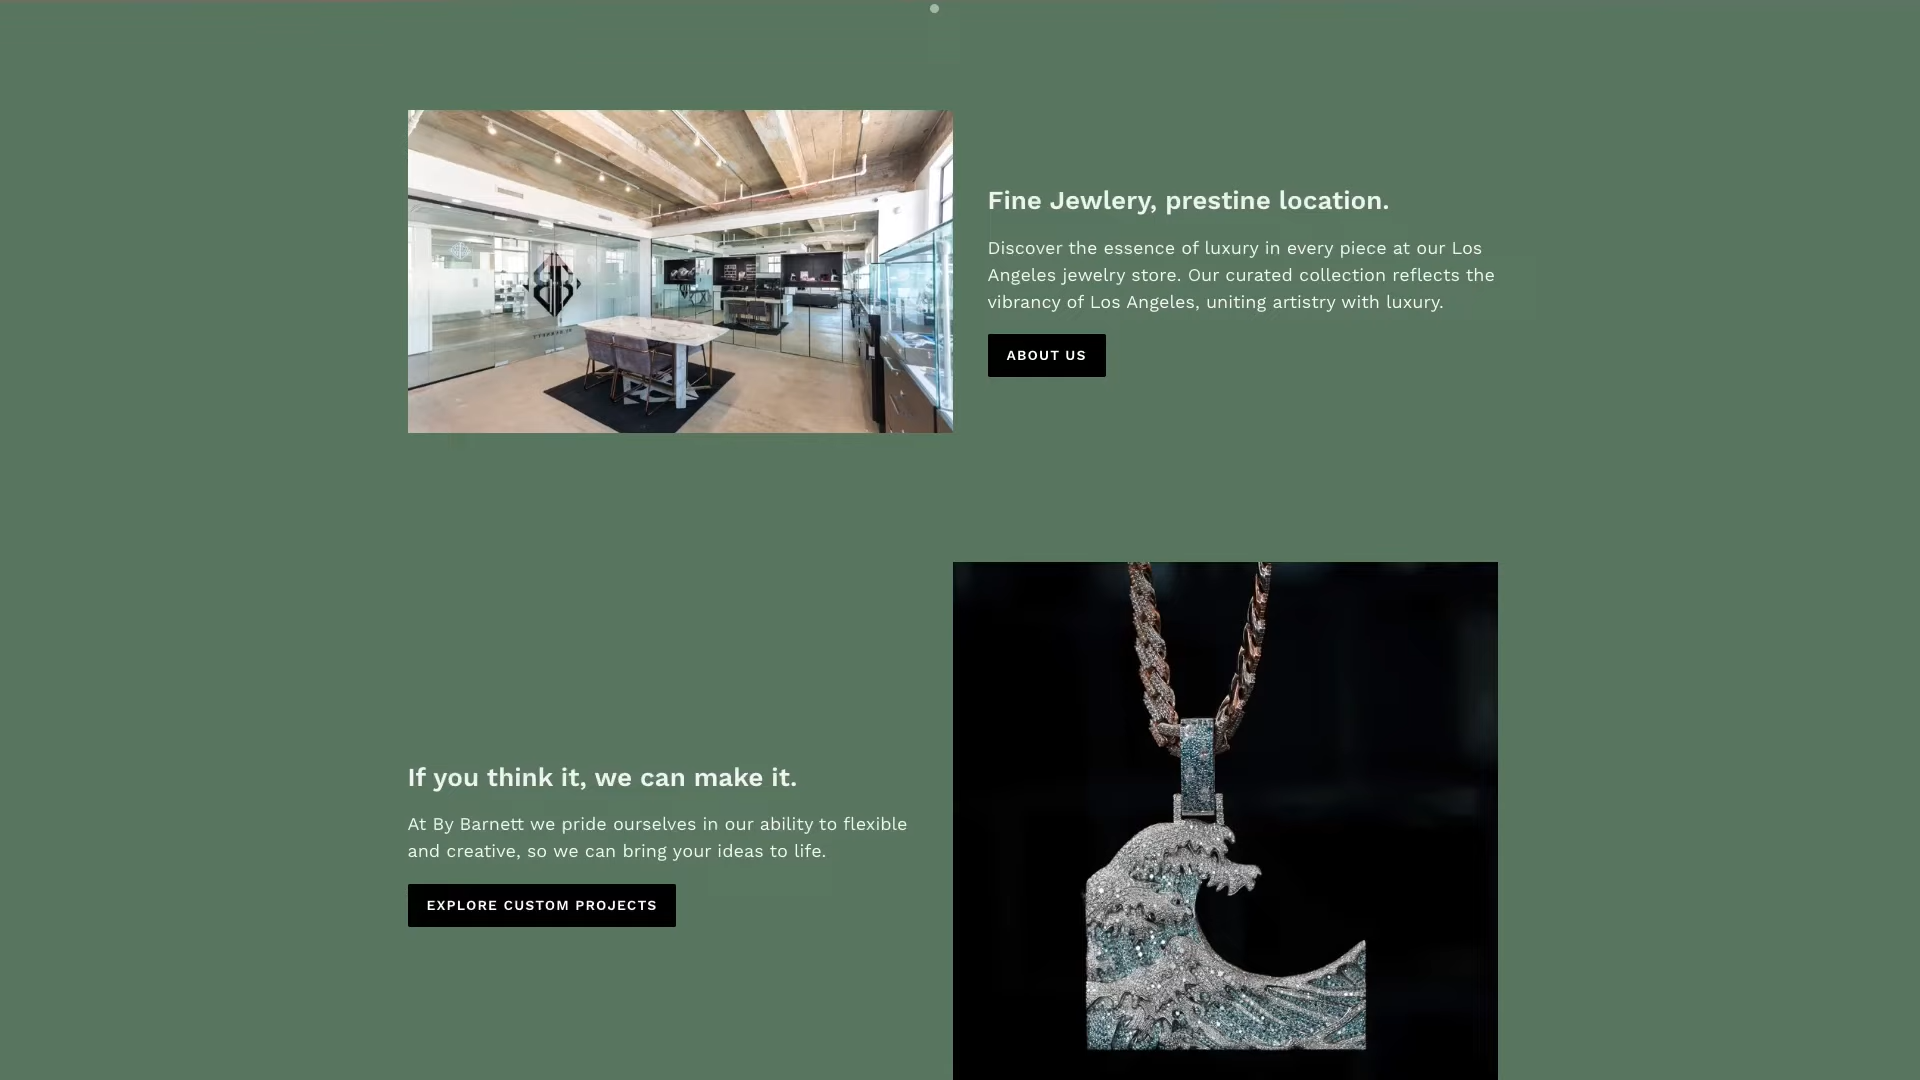 Fine Jewlery, prestine location.
Discover the essence of luxury in every piece at our Los
Angeles jewelry store. Our curated collection reflects the
vibrancy of Los Angeles, uniting artistry with luxury.
ABOUT US
If you think it, we can make it.
At By Barnett we pride ourselves in our ability to flexible
and creative, so we can bring your ideas to life.
EXPLORE CUSTOM PROJECTS